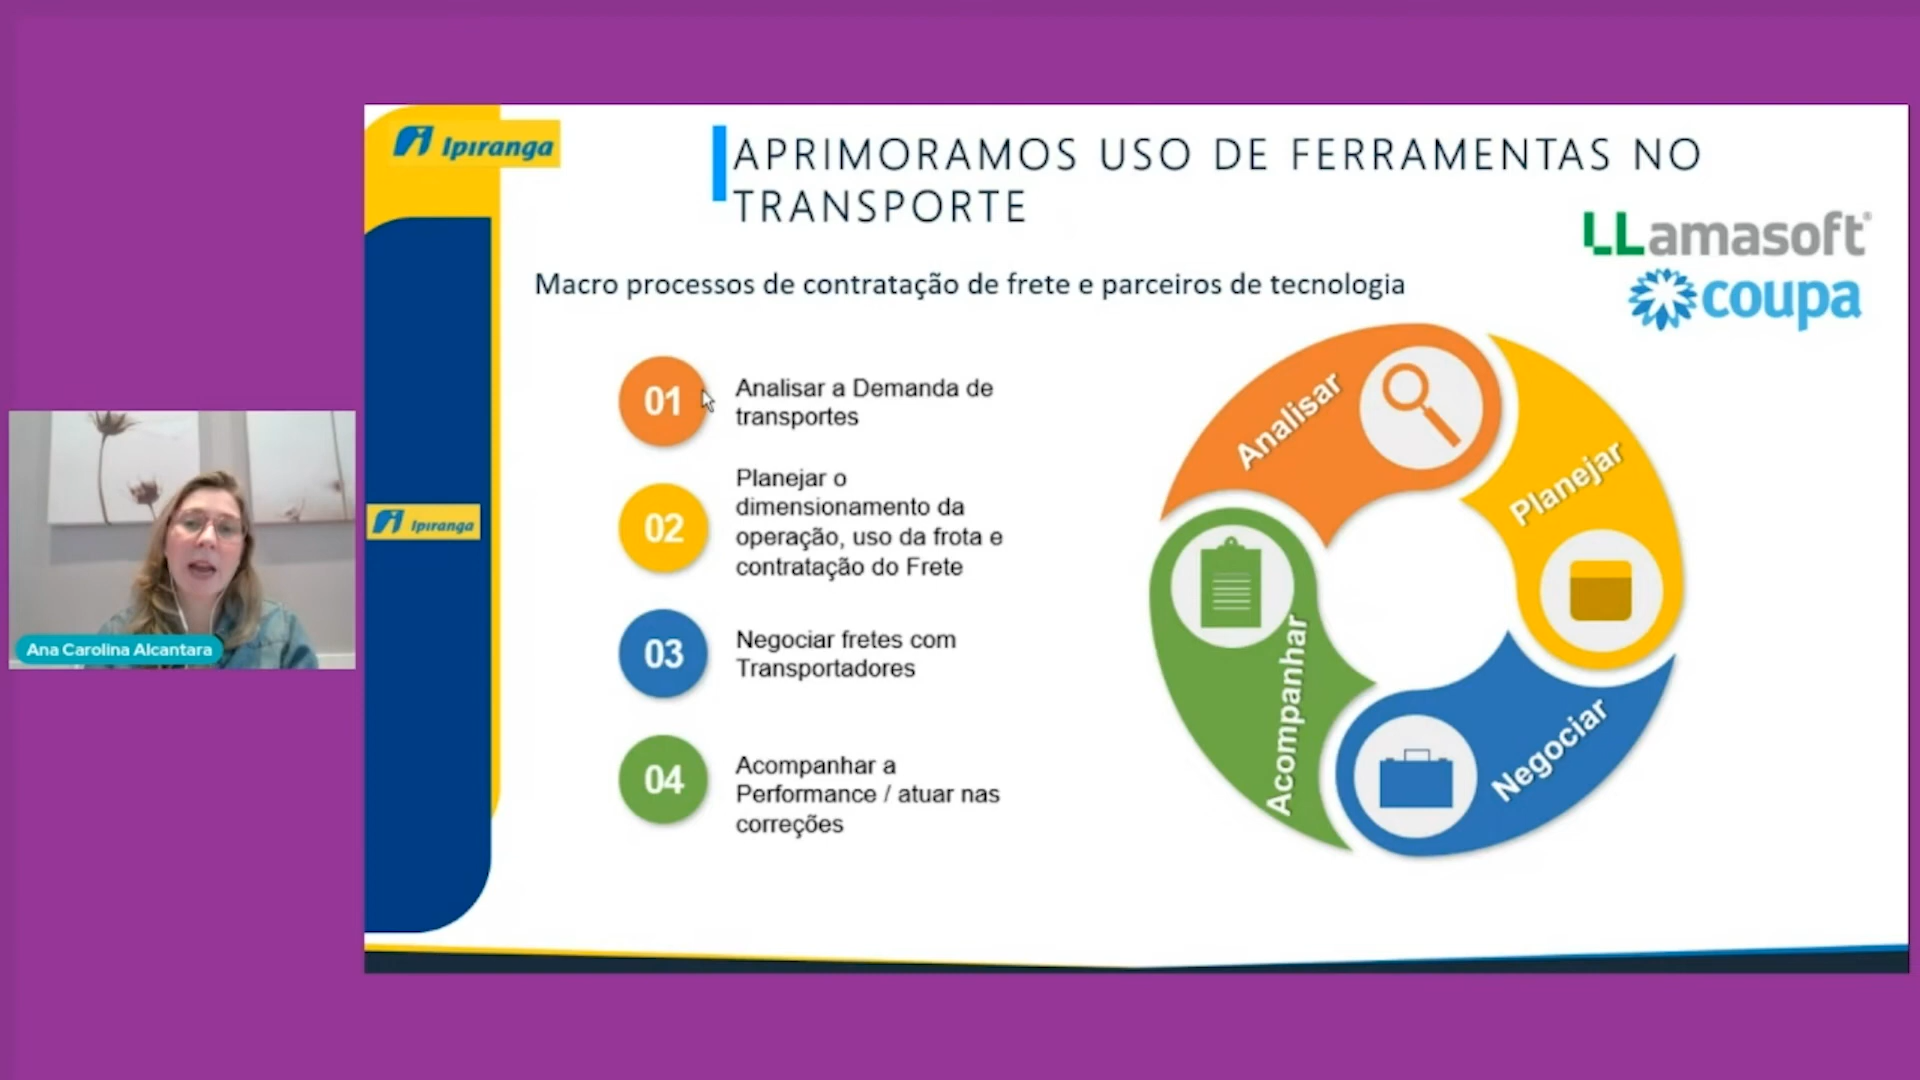 Ipiranga
APRIMORAMOS USO DE FERRAMENTAS NO
TRANSPORTE
LLamasoft®
coupa
Macro processos de contratação de frete e parceiros de tecnologia
01
Analisar a Demanda de
transportes
02
Planejar o
dimensionamento da
operação, uso da frota e
contratação do Frete
03
Negociar fretes com
Transportadores
04
Acompanhar a
Performance / atuar nas
correções
Analisar
Planejar
Negociar
Acompanhar
Ipiranga
Ana Carolina Alcantara